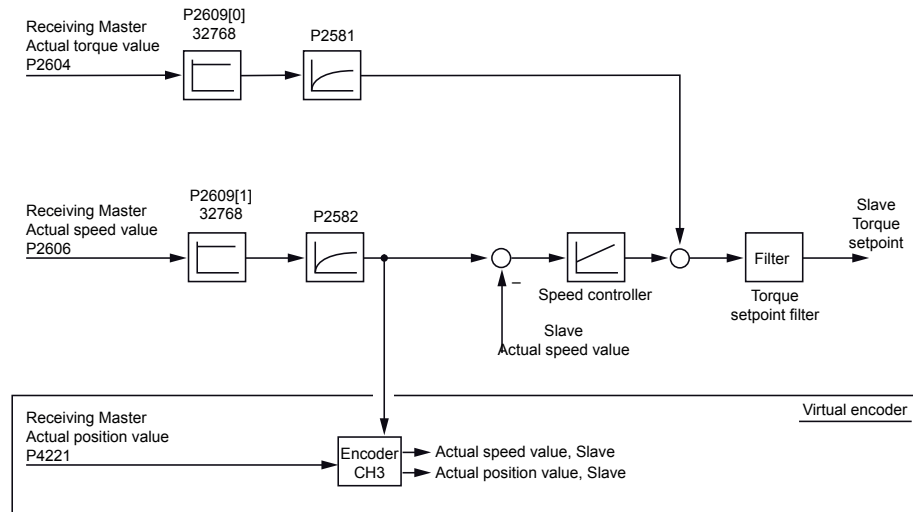 P2609[0]
32768
Receiving Master
Actual torque value
P2604
P2581
P2609[1]
32768
Receiving Master
Actual speed value
P2606
P2582
Slave
Torque
setpoint
–
Speed controller
Filter
Torque
setpoint filter
Slave
Actual speed value
Virtual encoder
Receiving Master
Actual position value
P4221
Encoder
CH3
Actual speed value, Slave
Actual position value, Slave